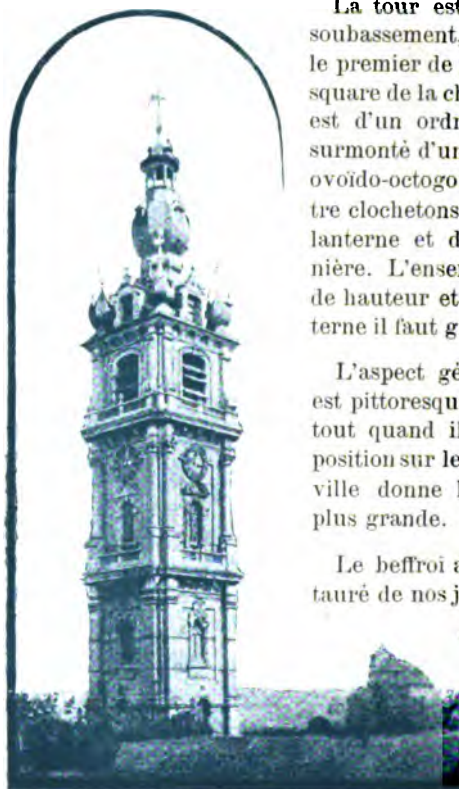 La tour est
soubassement,
le premier de
square de la ch
est d'un ordr
surmonté d'un
ovoïdo-octogo
tre clochetons
lanterne et d
nière. L'ense
de hauteur et
terne il faut g
L'aspect gé
est pittoresqu
tout quand il
position sur le
ville donne l
plus grande.
Le beffroi a
tauré de nos j